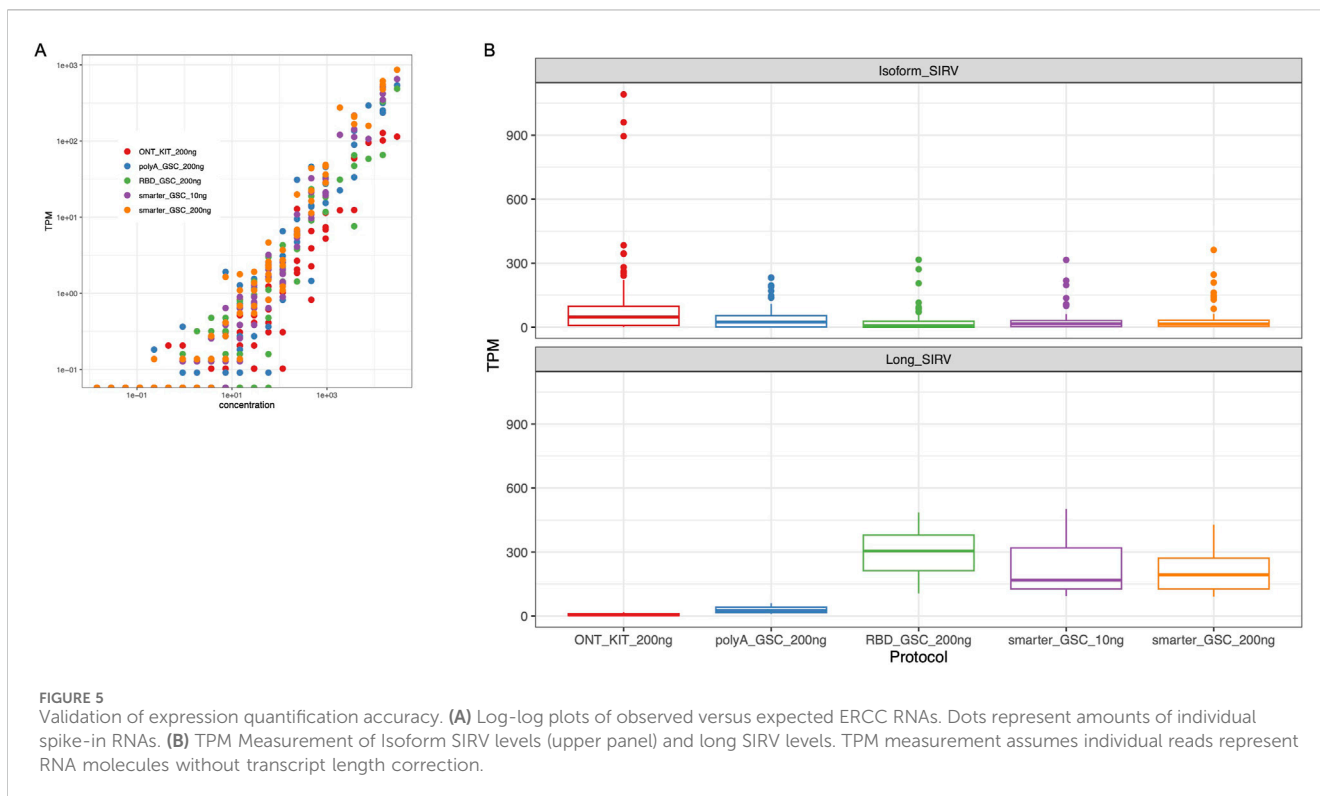 A
1e+03
1e+02
1e+01
1e+00
1e−01
TPM
ONT_KIT_200ng
polyA_GSC_200ng
RBD_GSC_200ng
smarter_GSC_10ng
smarter_GSC_200ng
1e−01
1e+01
1e+03
concentration
B
Isoform_SIRV
900
600
300
0
TPM
Long_SIRV
900
600
300
0
ONT_KIT_200ng
polyA_GSC_200ng
RBD_GSC_200ng
smarter_GSC_10ng
smarter_GSC_200ng
Protocol
FIGURE 5
Validation of expression quantification accuracy. (A) Log-log plots of observed versus expected ERCC RNAs. Dots represent amounts of individual
spike-in RNAs. (B) TPM Measurement of Isoform SIRV levels (upper panel) and long SIRV levels. TPM measurement assumes individual reads represent
RNA molecules without transcript length correction.